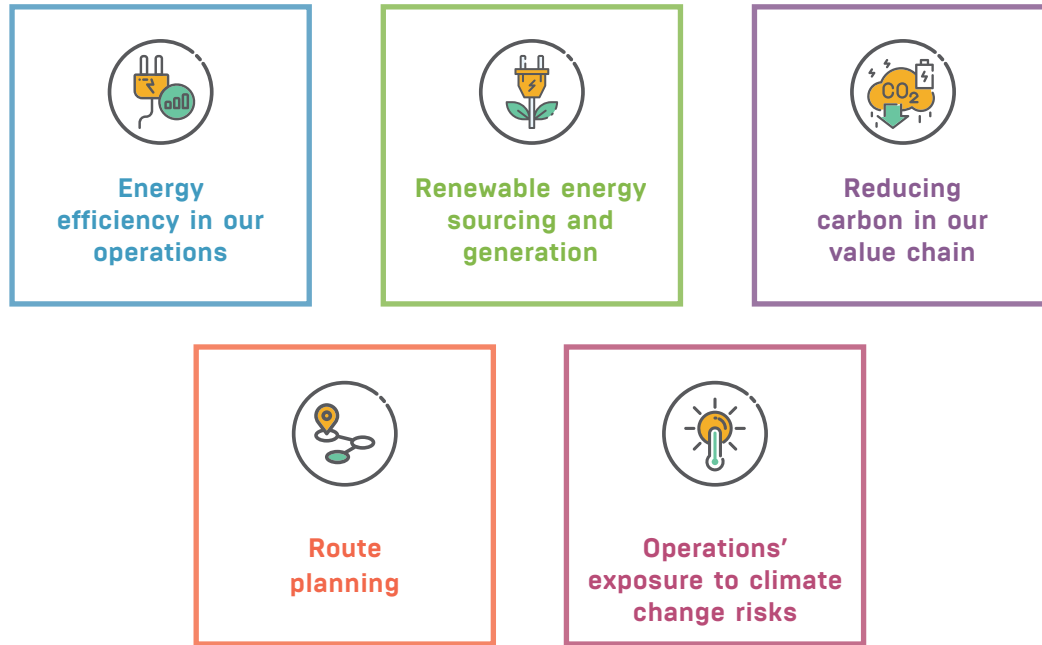 Energy
efficiency in our
operations
Renewable energy
sourcing and
generation
CO2
Reducing
carbon in our
value chain
Route
planning
Operations’
exposure to climate
change risks